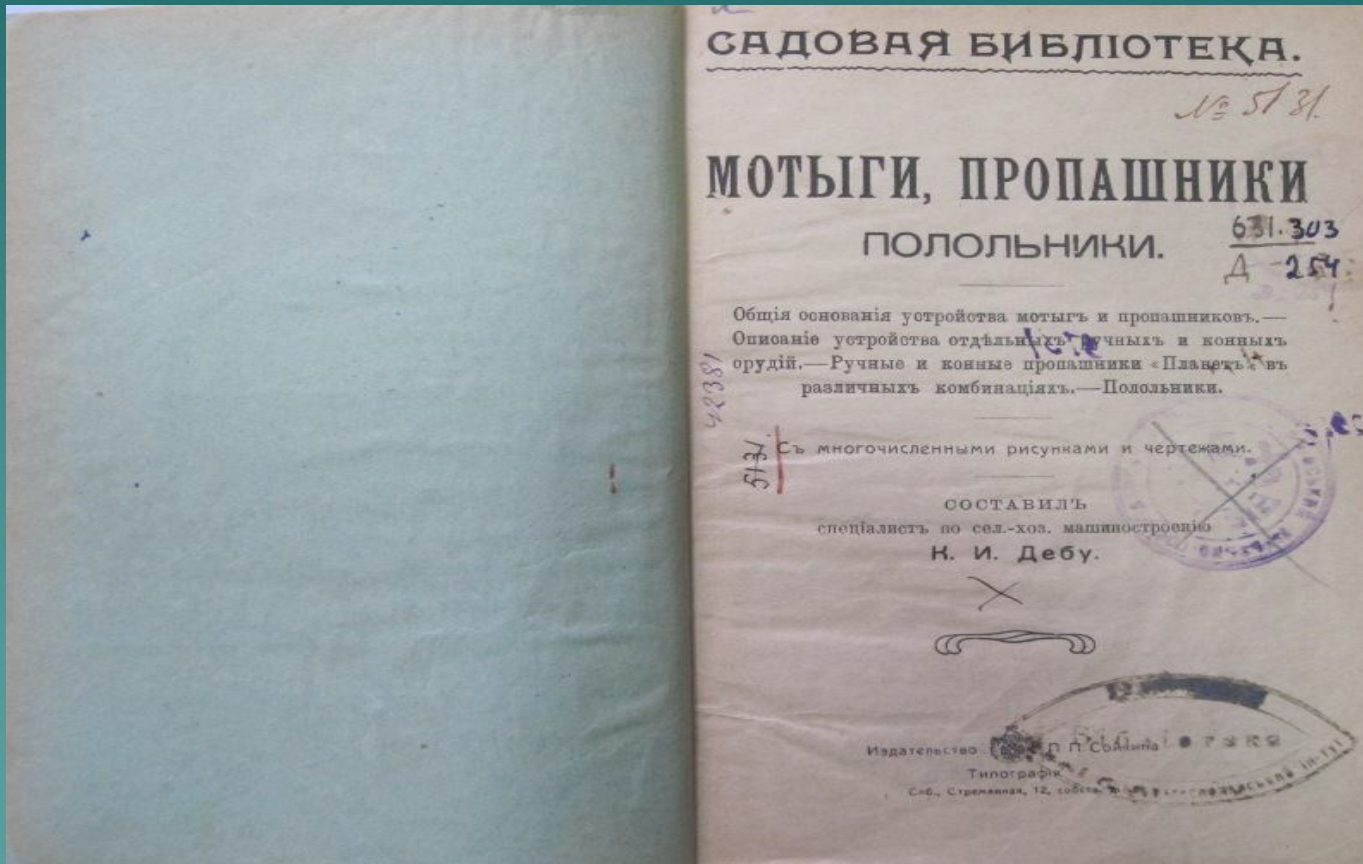 САДОВАЯ БИБЛІОТЕКА.
№ 5131.
МОТЫГИ, ПРОПАШНИКИ
ПОЛОЛЬНИКИ.
631.303
Д-254
Общія основанія устройства мотыгъ и пропашниковъ.—
Описаніе устройства отдѣльныхъ ручныхъ и конныхъ
орудій.—Ручные и конные пропашники «Планетъ» въ
различныхъ комбинаціяхъ.—Полольники.
42381
5131.
Съ многочисленными рисунками и чертежами.
СОСТАВИЛЪ
спеціалистъ по сел.-хоз. машиностроенію
К. И. Дебу.
Издательство П. П. Сойкина
Типографія
Спб., Стремянная, 12, собств.